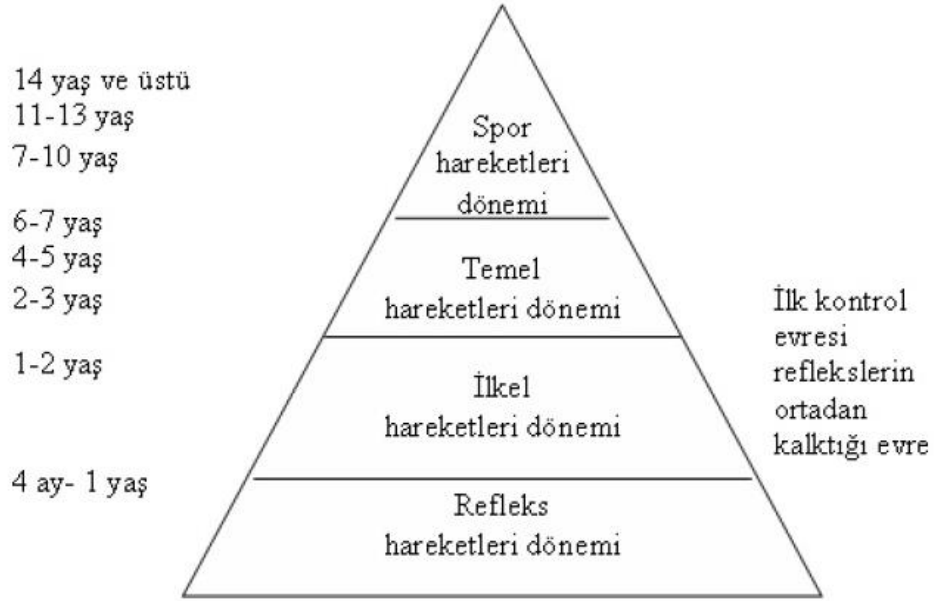 14 yaş ve üstü
11-13 yaş
7-10 yaş
6-7 yaş
4-5 yaş
2-3 yaş
1-2 yaş
4 ay- 1 yaş
Spor
hareketleri
dönemi
Temel
hareketleri dönemi
İlkel
hareketleri dönemi
Refleks
hareketleri dönemi
İlk kontrol
evresi
reflekslerin
ortadan
kalktığı evre